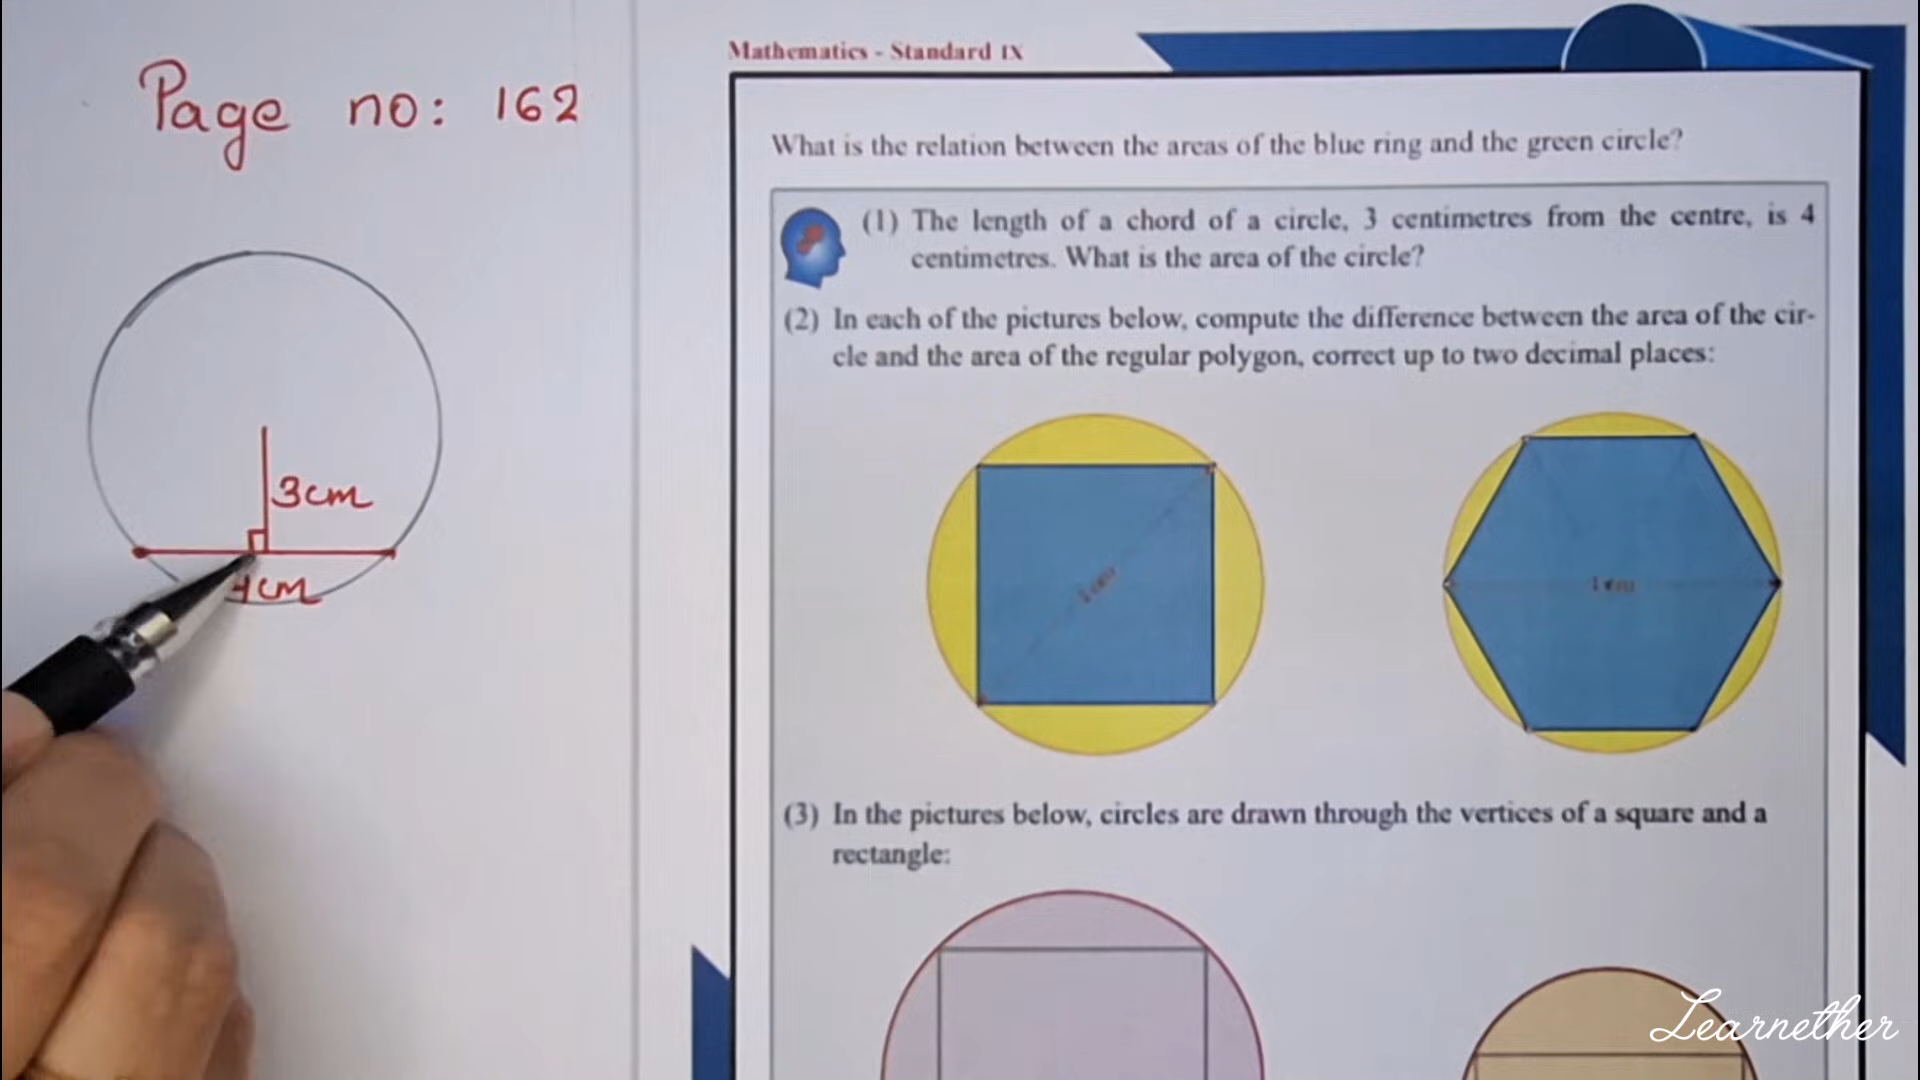 Page no: 162
3cm
4cm
Mathematics - Standard IX
What is the relation between the areas of the blue ring and the green circle?
(1) The length of a chord of a circle, 3 centimetres from the centre, is 4
centimetres. What is the area of the circle?
(2) In each of the pictures below, compute the difference between the area of the cir-
cle and the area of the regular polygon, correct up to two decimal places:
(3) In the pictures below, circles are drawn through the vertices of a square and a
rectangle:
Learnether